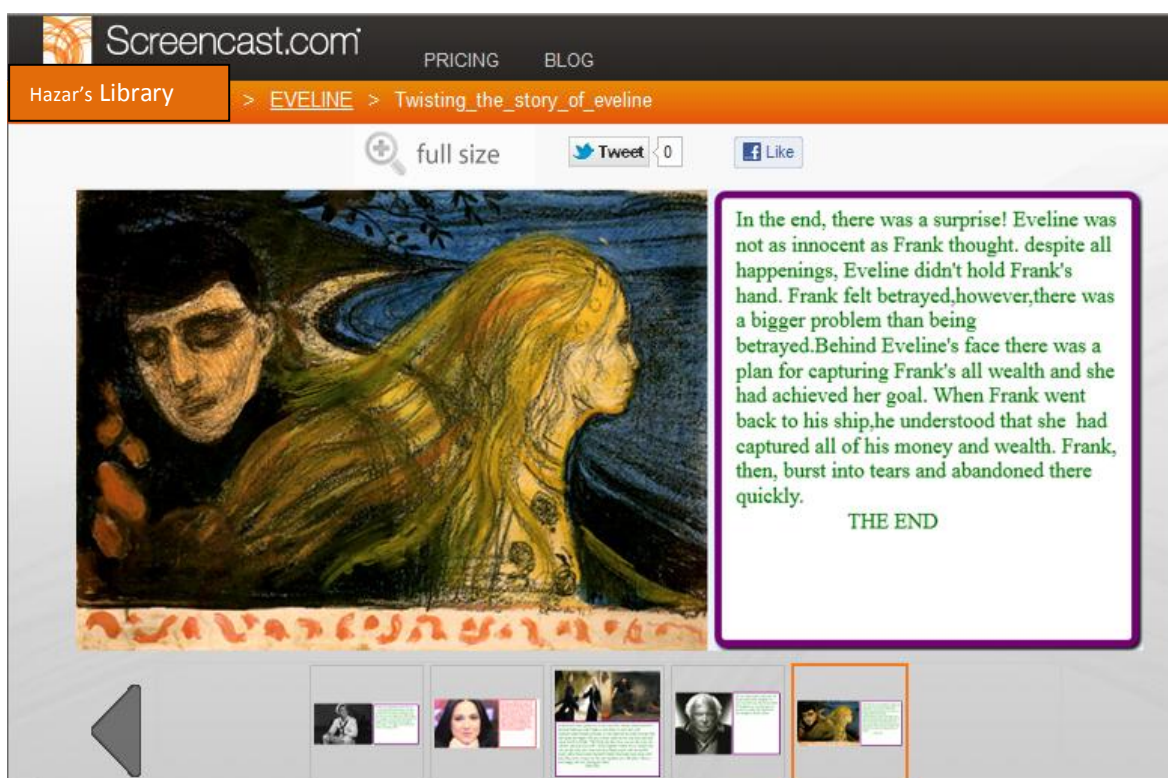 Screencast.com
PRICING BLOG
Hazar's Library > EVELINE > Twisting_the_story_of_eveline
full size Tweet 0 Like
In the end, there was a surprise! Eveline was
not as innocent as Frank thought. despite all
happenings, Eveline didn't hold Frank's
hand. Frank felt betrayed,however,there was
a bigger problem than being
betrayed.Behind Eveline's face there was a
plan for capturing Frank's all wealth and she
had achieved her goal. When Frank went
back to his ship,he understood that she had
captured all of his money and wealth. Frank,
then, burst into tears and abandoned there
quickly.
THE END